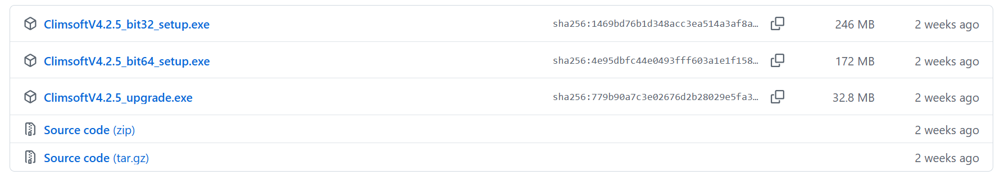 ClimsoftV4.2.5_bit32_setup.exe sha256:1469bd76b1d348acc3ea514a3af8a… 246 MB 2 weeks ago
ClimsoftV4.2.5_bit64_setup.exe sha256:4e95dbfc44e0493fff603a1e1f158… 172 MB 2 weeks ago
ClimsoftV4.2.5_upgrade.exe sha256:779b90a7c3e02676d2b28029e5fa3… 32.8 MB 2 weeks ago
Source code (zip) 2 weeks ago
Source code (tar.gz) 2 weeks ago